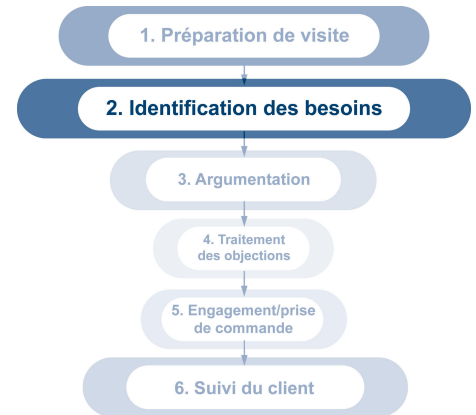 1. Préparation de visite
2. Identification des besoins
3. Argumentation
4. Traitement
des objections
5. Engagement/prise
de commande
6. Suivi du client